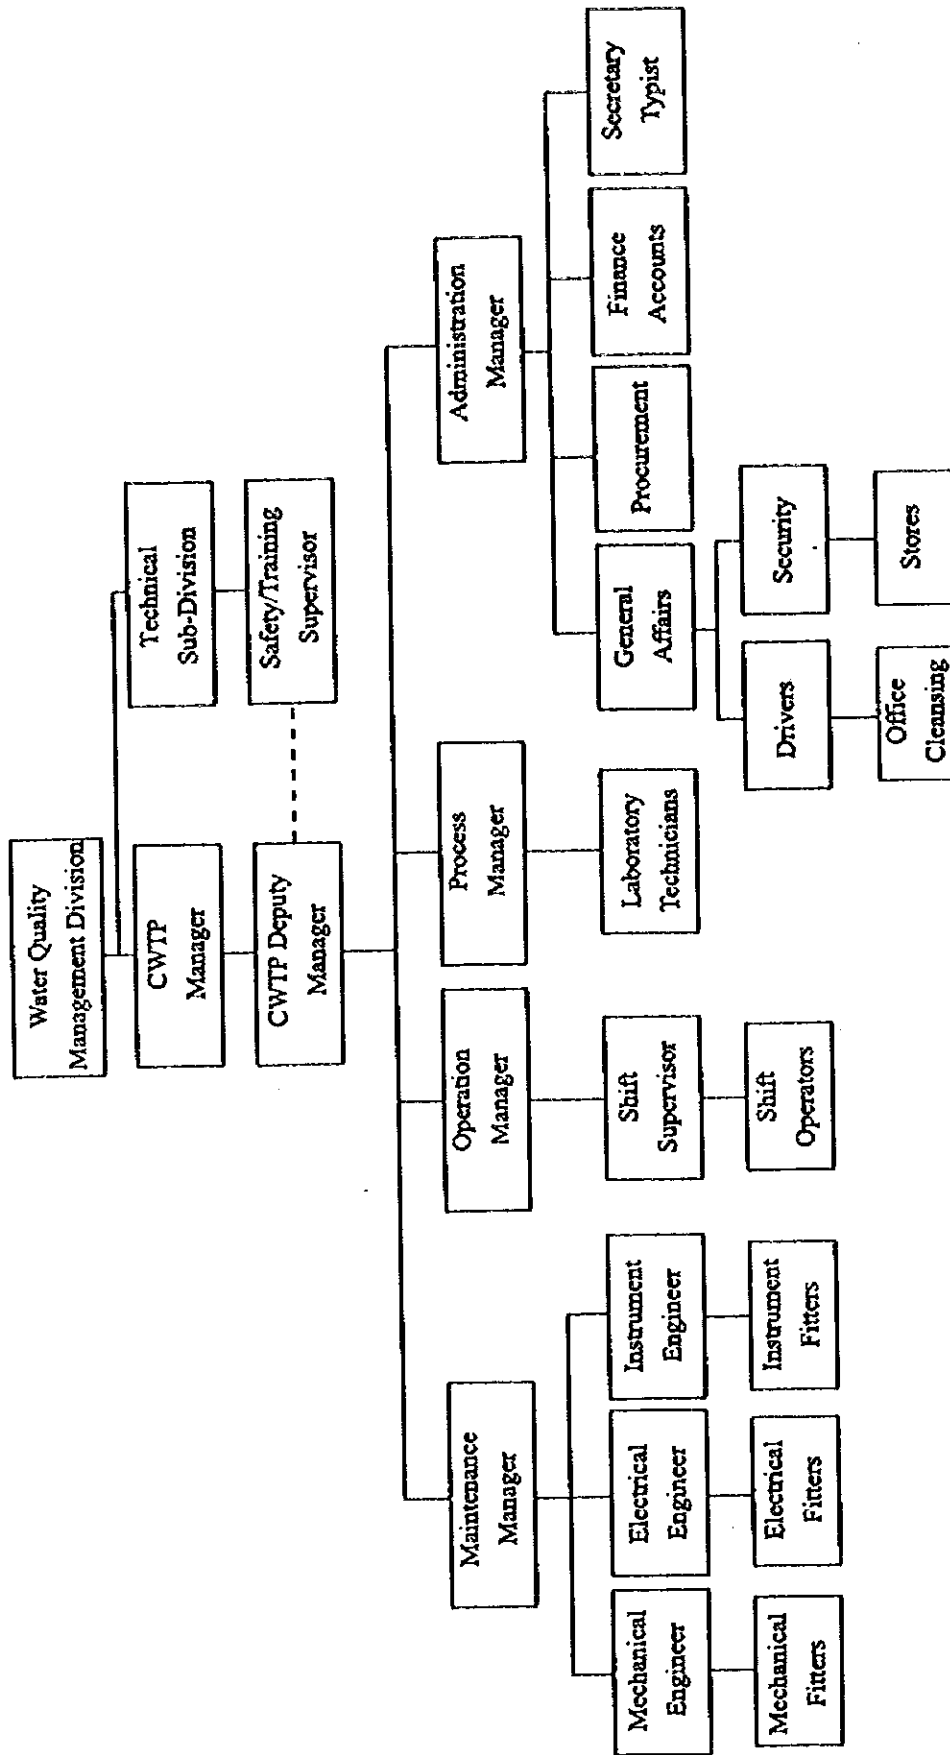 Water Quality
Management Division
CWTP
Manager
Technical
Sub-Division
CWTP Deputy
Manager
Safety/Training
Supervisor
Maintenance
Manager
Operation
Manager
Process
Manager
Administration
Manager
Mechanical
Engineer
Electrical
Engineer
Instrument
Engineer
Shift
Supervisor
Laboratory
Technicians
General
Affairs
Procurement
Finance
Accounts
Secretary
Typist
Mechanical
Fitters
Electrical
Fitters
Instrument
Fitters
Shift
Operators
Drivers
Security
Office
Cleansing
Stores